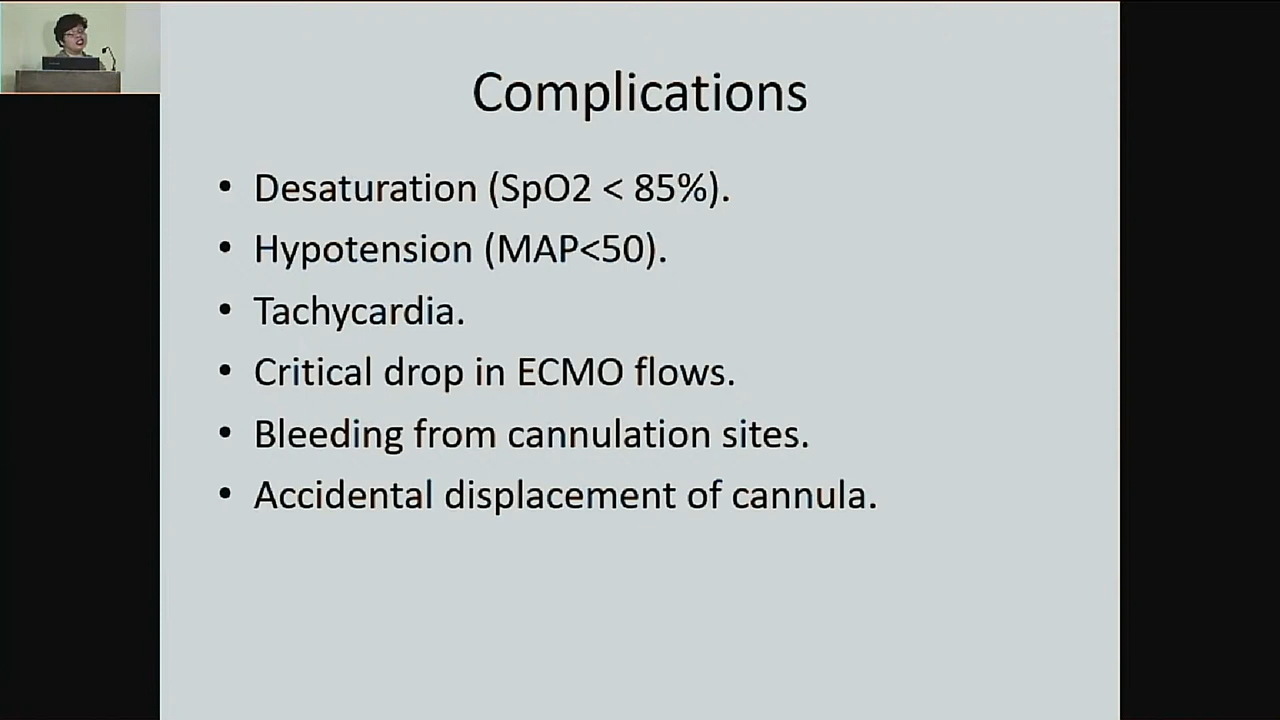 Complications
• Desaturation (SpO2 < 85%).
• Hypotension (MAP<50).
• Tachycardia.
• Critical drop in ECMO flows.
• Bleeding from cannulation sites.
• Accidental displacement of cannula.